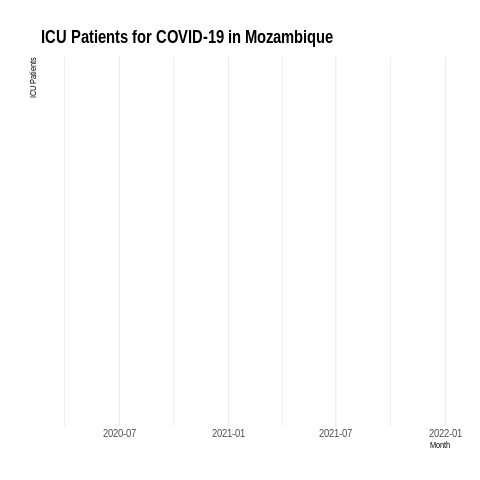 ICU Patients for COVID-19 in Mozambique
ICU Patients
2020-07 2021-01 2021-07 2022-01
Month